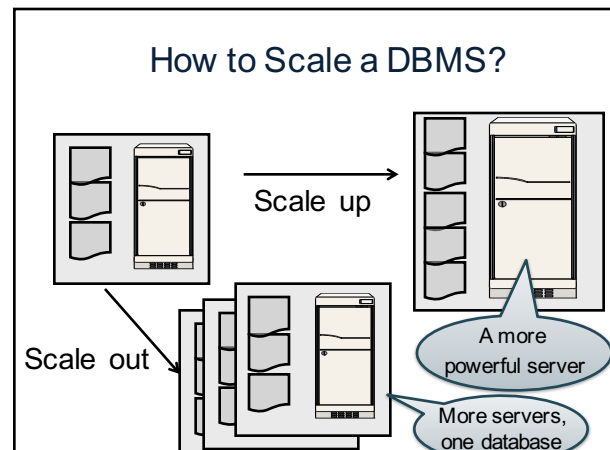 How to Scale a DBMS?
Scale up
A more
powerful server
Scale out
More servers,
one database